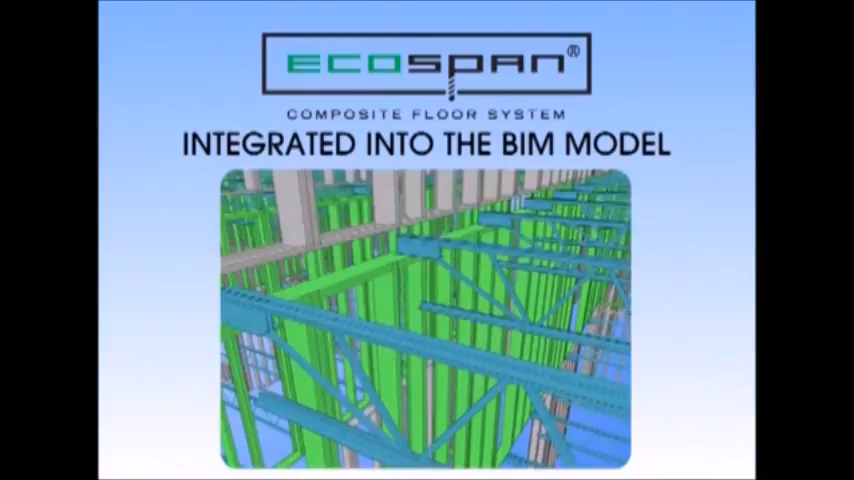 ECOSPAN®
COMPOSITE FLOOR SYSTEM
INTEGRATED INTO THE BIM MODEL